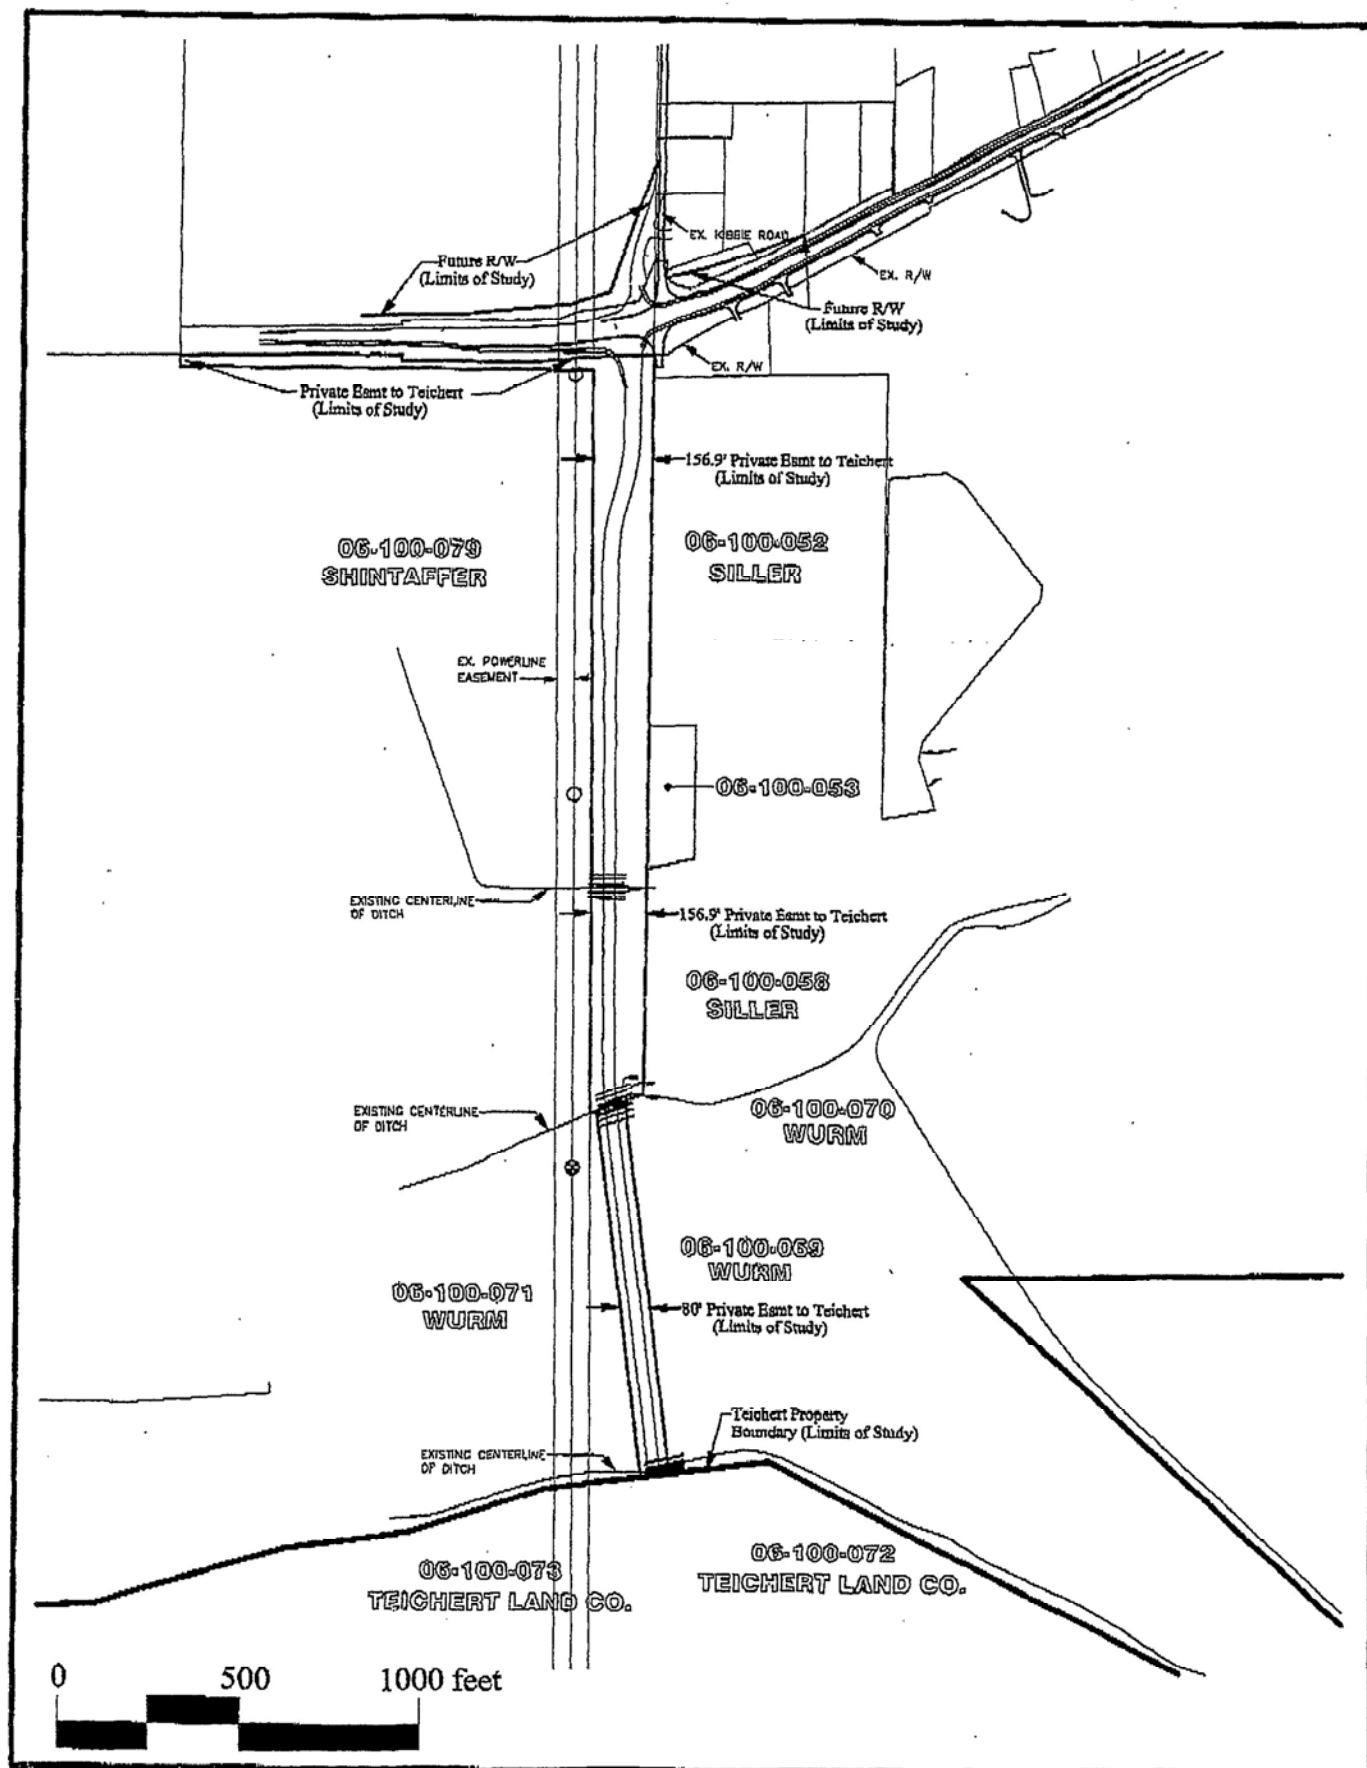 EX. KIBBIE ROAD
Future R/W
(Limits of Study)
EX. R/W
Future R/W
(Limits of Study)
EX. R/W
Private Esmt to Teichert
(Limits of Study)
156.9' Private Esmt to Teichert
(Limits of Study)
06-100-079
SHINTAFFER
06-100-052
SILLER
EX. POWERLINE
EASEMENT
06-100-053
EXISTING CENTERLINE
OF DITCH
156.9' Private Esmt to Teichert
(Limits of Study)
06-100-058
SILLER
EXISTING CENTERLINE
OF DITCH
06-100-070
WURM
06-100-069
WURM
06-100-071
WURM
80' Private Esmt to Teichert
(Limits of Study)
Teichert Property
Boundary (Limits of Study)
EXISTING CENTERLINE
OF DITCH
06-100-073
TEICHERT LAND CO.
06-100-072
TEICHERT LAND CO.
0 500 1000 feet